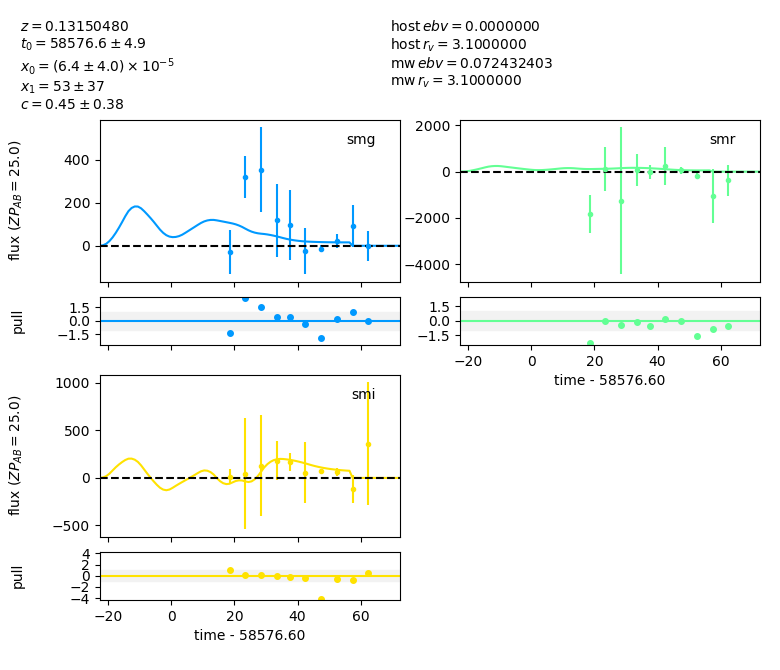 z = 0.13150480
t₀ = 58576.6 ± 4.9
x₀ = (6.4 ± 4.0) × 10⁻⁵
x₁ = 53 ± 37
c = 0.45 ± 0.38
host ebv = 0.0000000
host r_v = 3.1000000
mw ebv = 0.072432403
mw r_v = 3.1000000
smg
400
200
0
flux (ZP_AB = 25.0)
1.5
0.0
−1.5
pull
smr
2000
0
−2000
−4000
1.5
0.0
−1.5
−20 0 20 40 60
time - 58576.60
smi
1000
500
0
−500
flux (ZP_AB = 25.0)
4
2
0
−2
−4
pull
−20 0 20 40 60
time - 58576.60